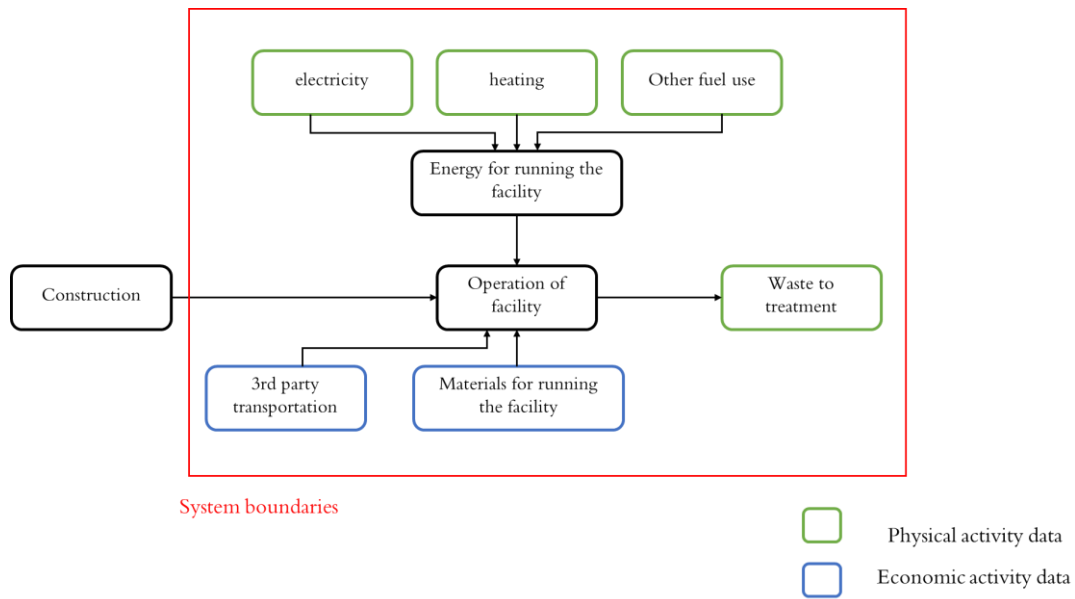 electricity
heating
Other fuel use
Energy for running the
facility
Construction
Operation of
facility
Waste to
treatment
3rd party
transportation
Materials for running
the facility
System boundaries
Physical activity data
Economic activity data